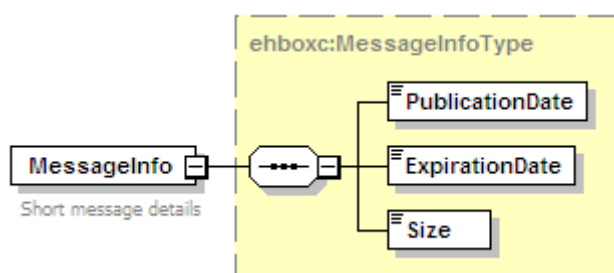 ehboxc:MessageInfoType
PublicationDate
MessageInfo
ExpirationDate
Short message details
Size